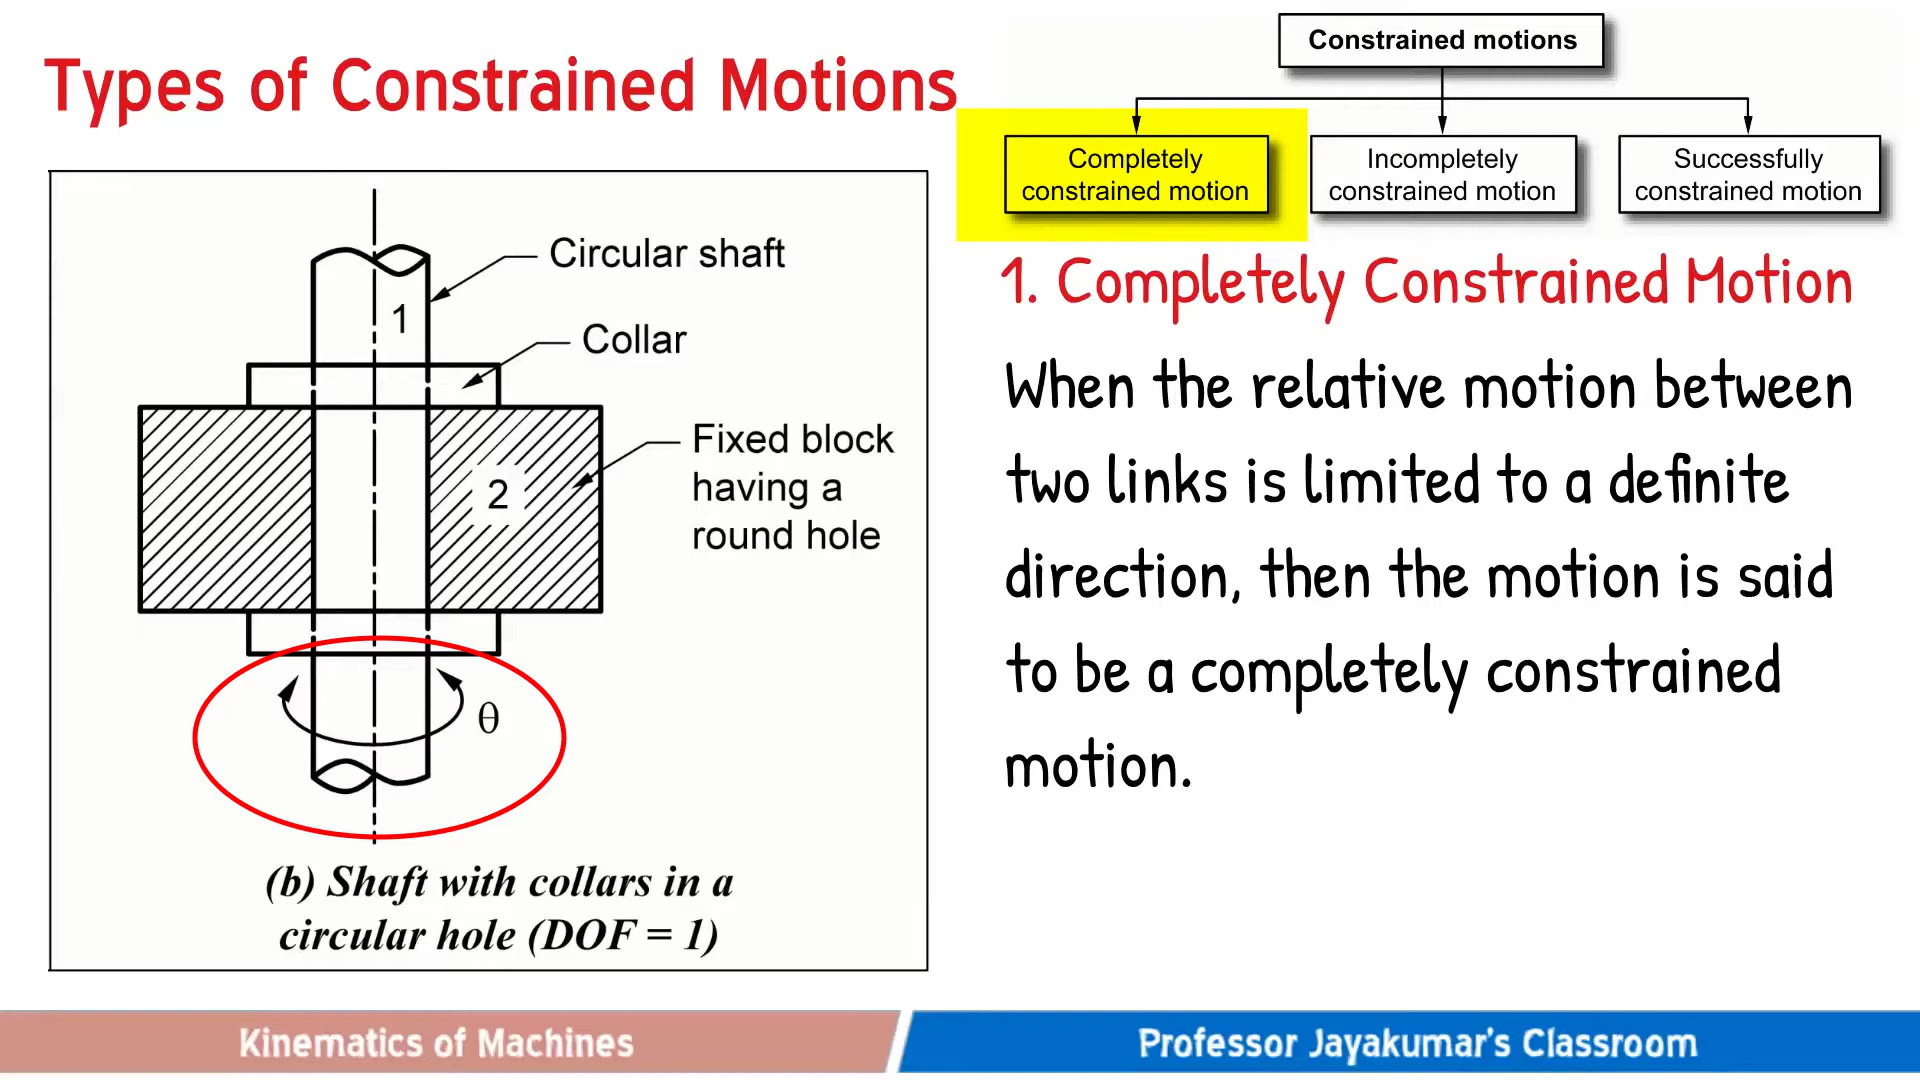 Types of Constrained Motions
Constrained motions
Completely
constrained motion
Incompletely
constrained motion
Successfully
constrained motion
Circular shaft
1
Collar
Fixed block
having a
round hole
2
θ
(b) Shaft with collars in a
circular hole (DOF = 1)
1. Completely Constrained Motion
When the relative motion between
two links is limited to a definite
direction, then the motion is said
to be a completely constrained
motion.
Kinematics of Machines
Professor Jayakumar's Classroom